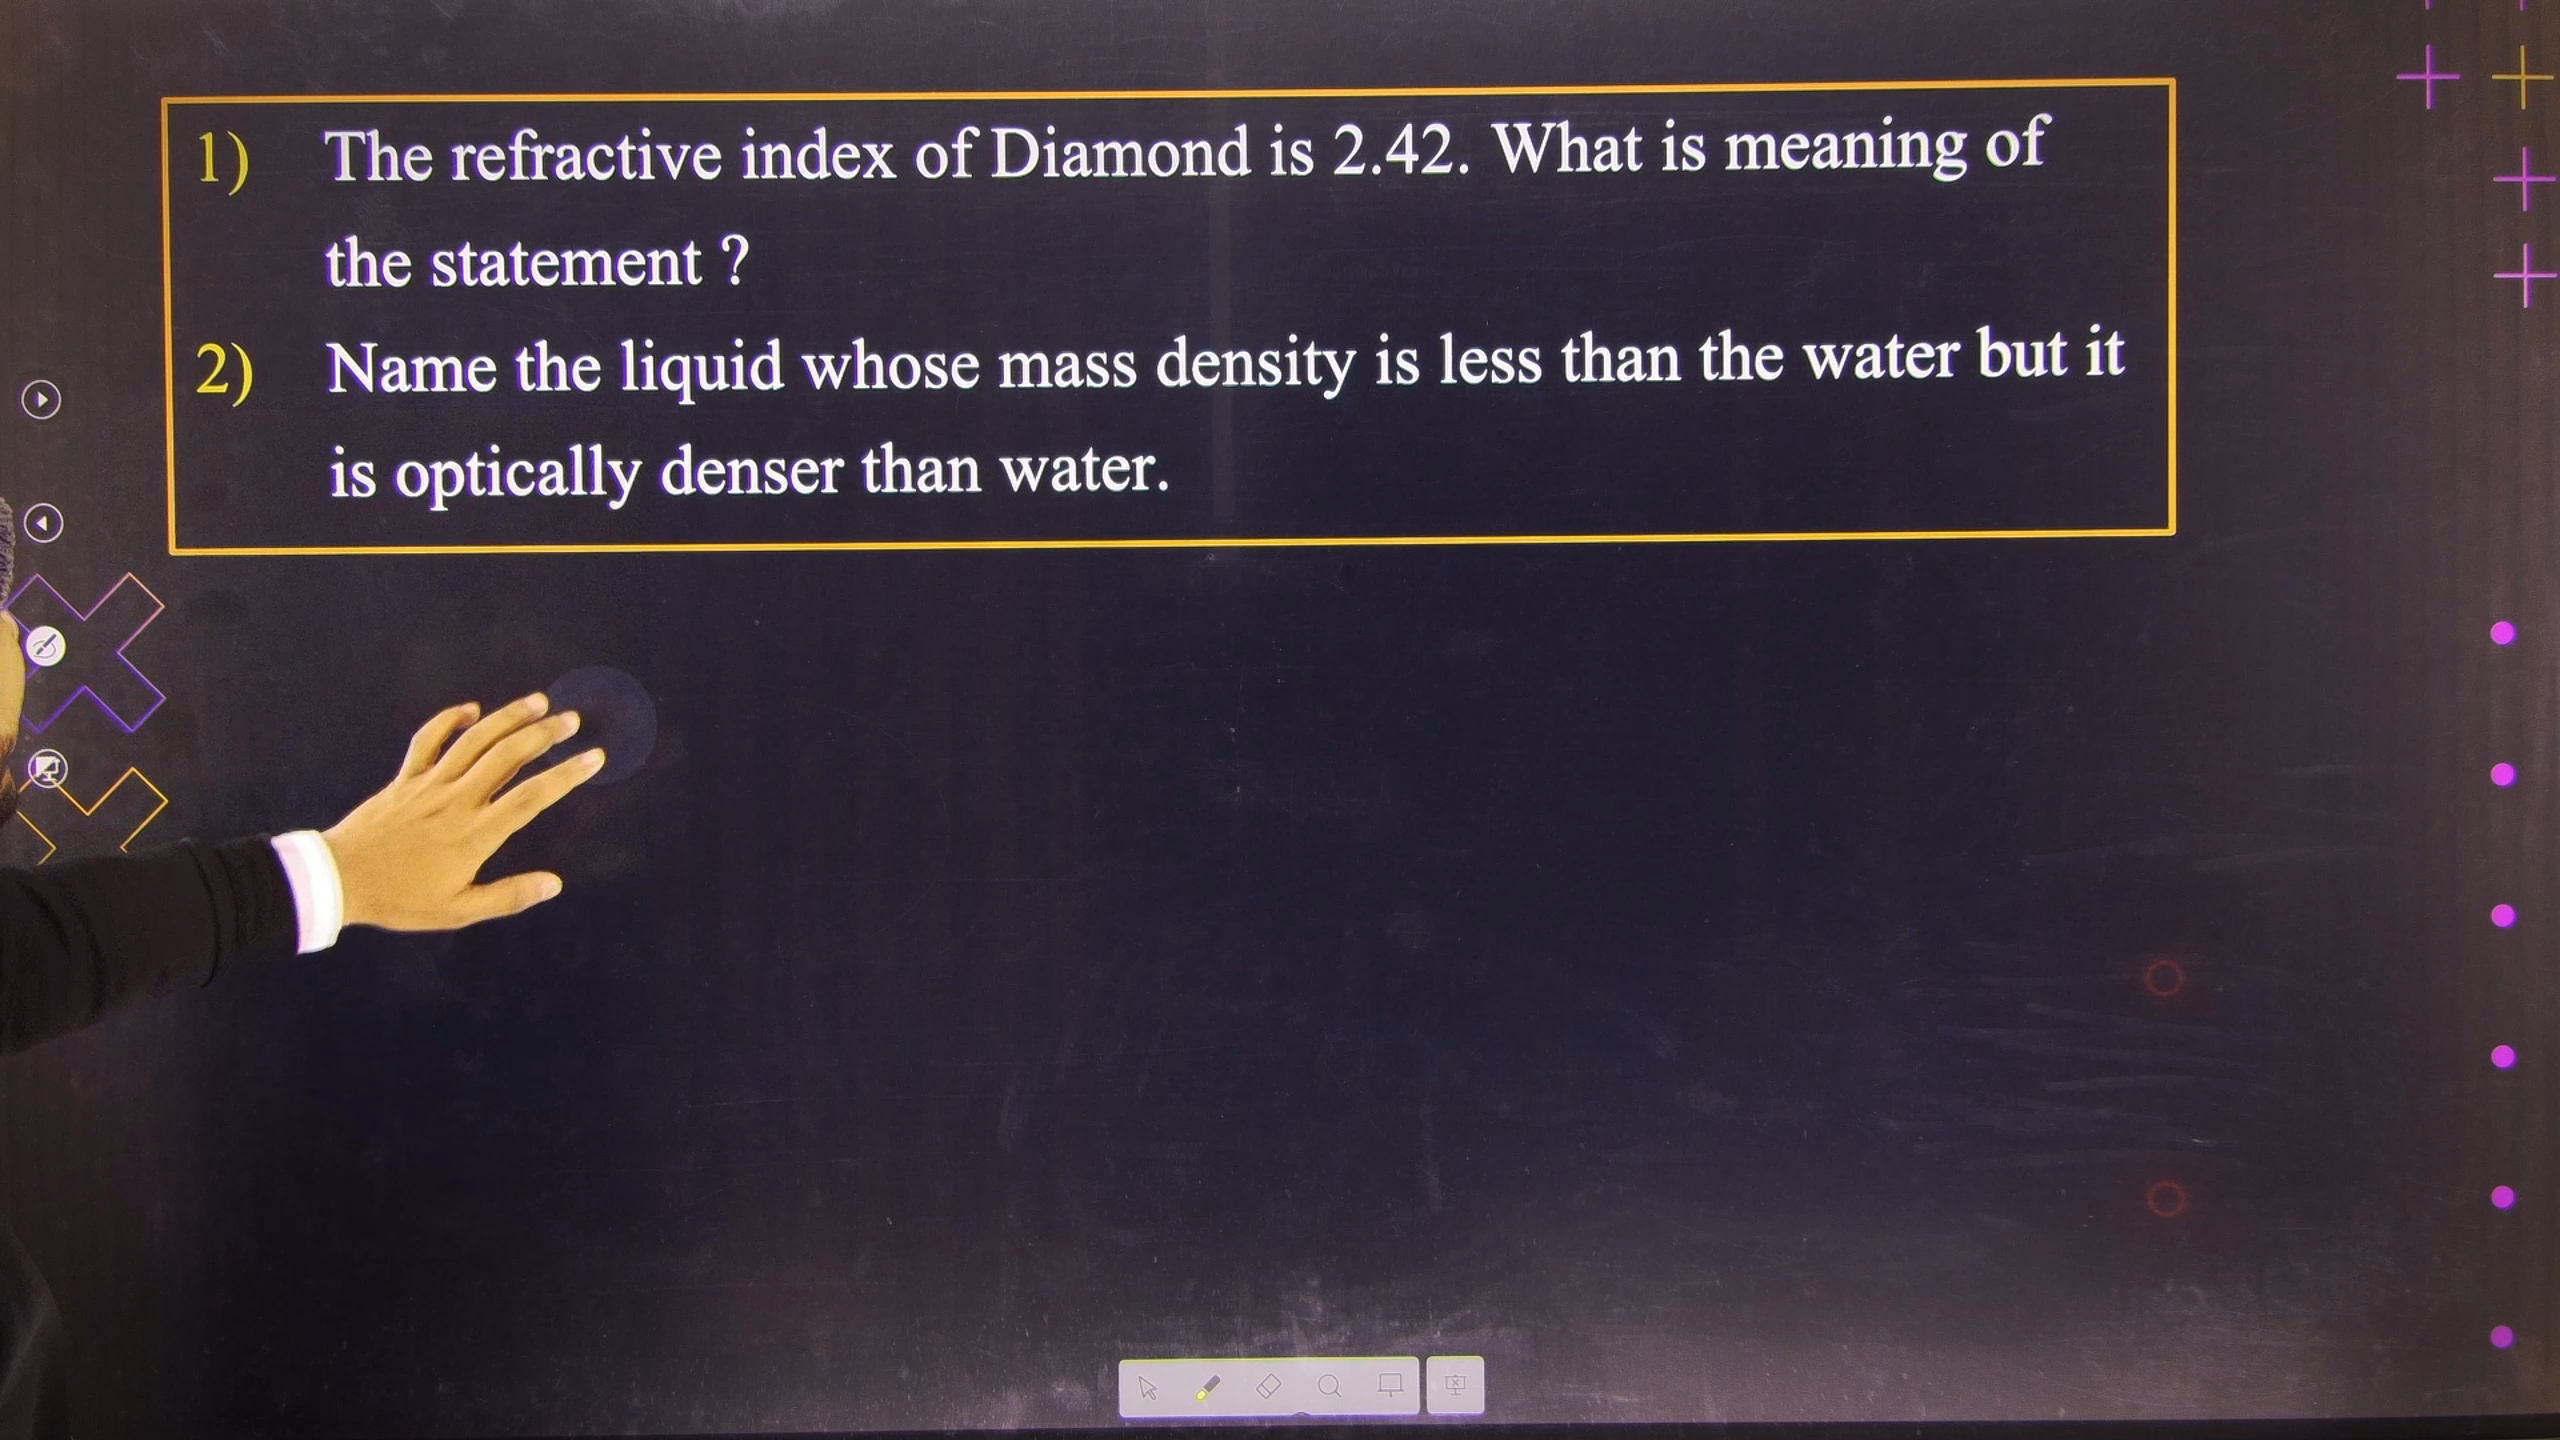 1) The refractive index of Diamond is 2.42. What is meaning of
the statement ?
2) Name the liquid whose mass density is less than the water but it
is optically denser than water.